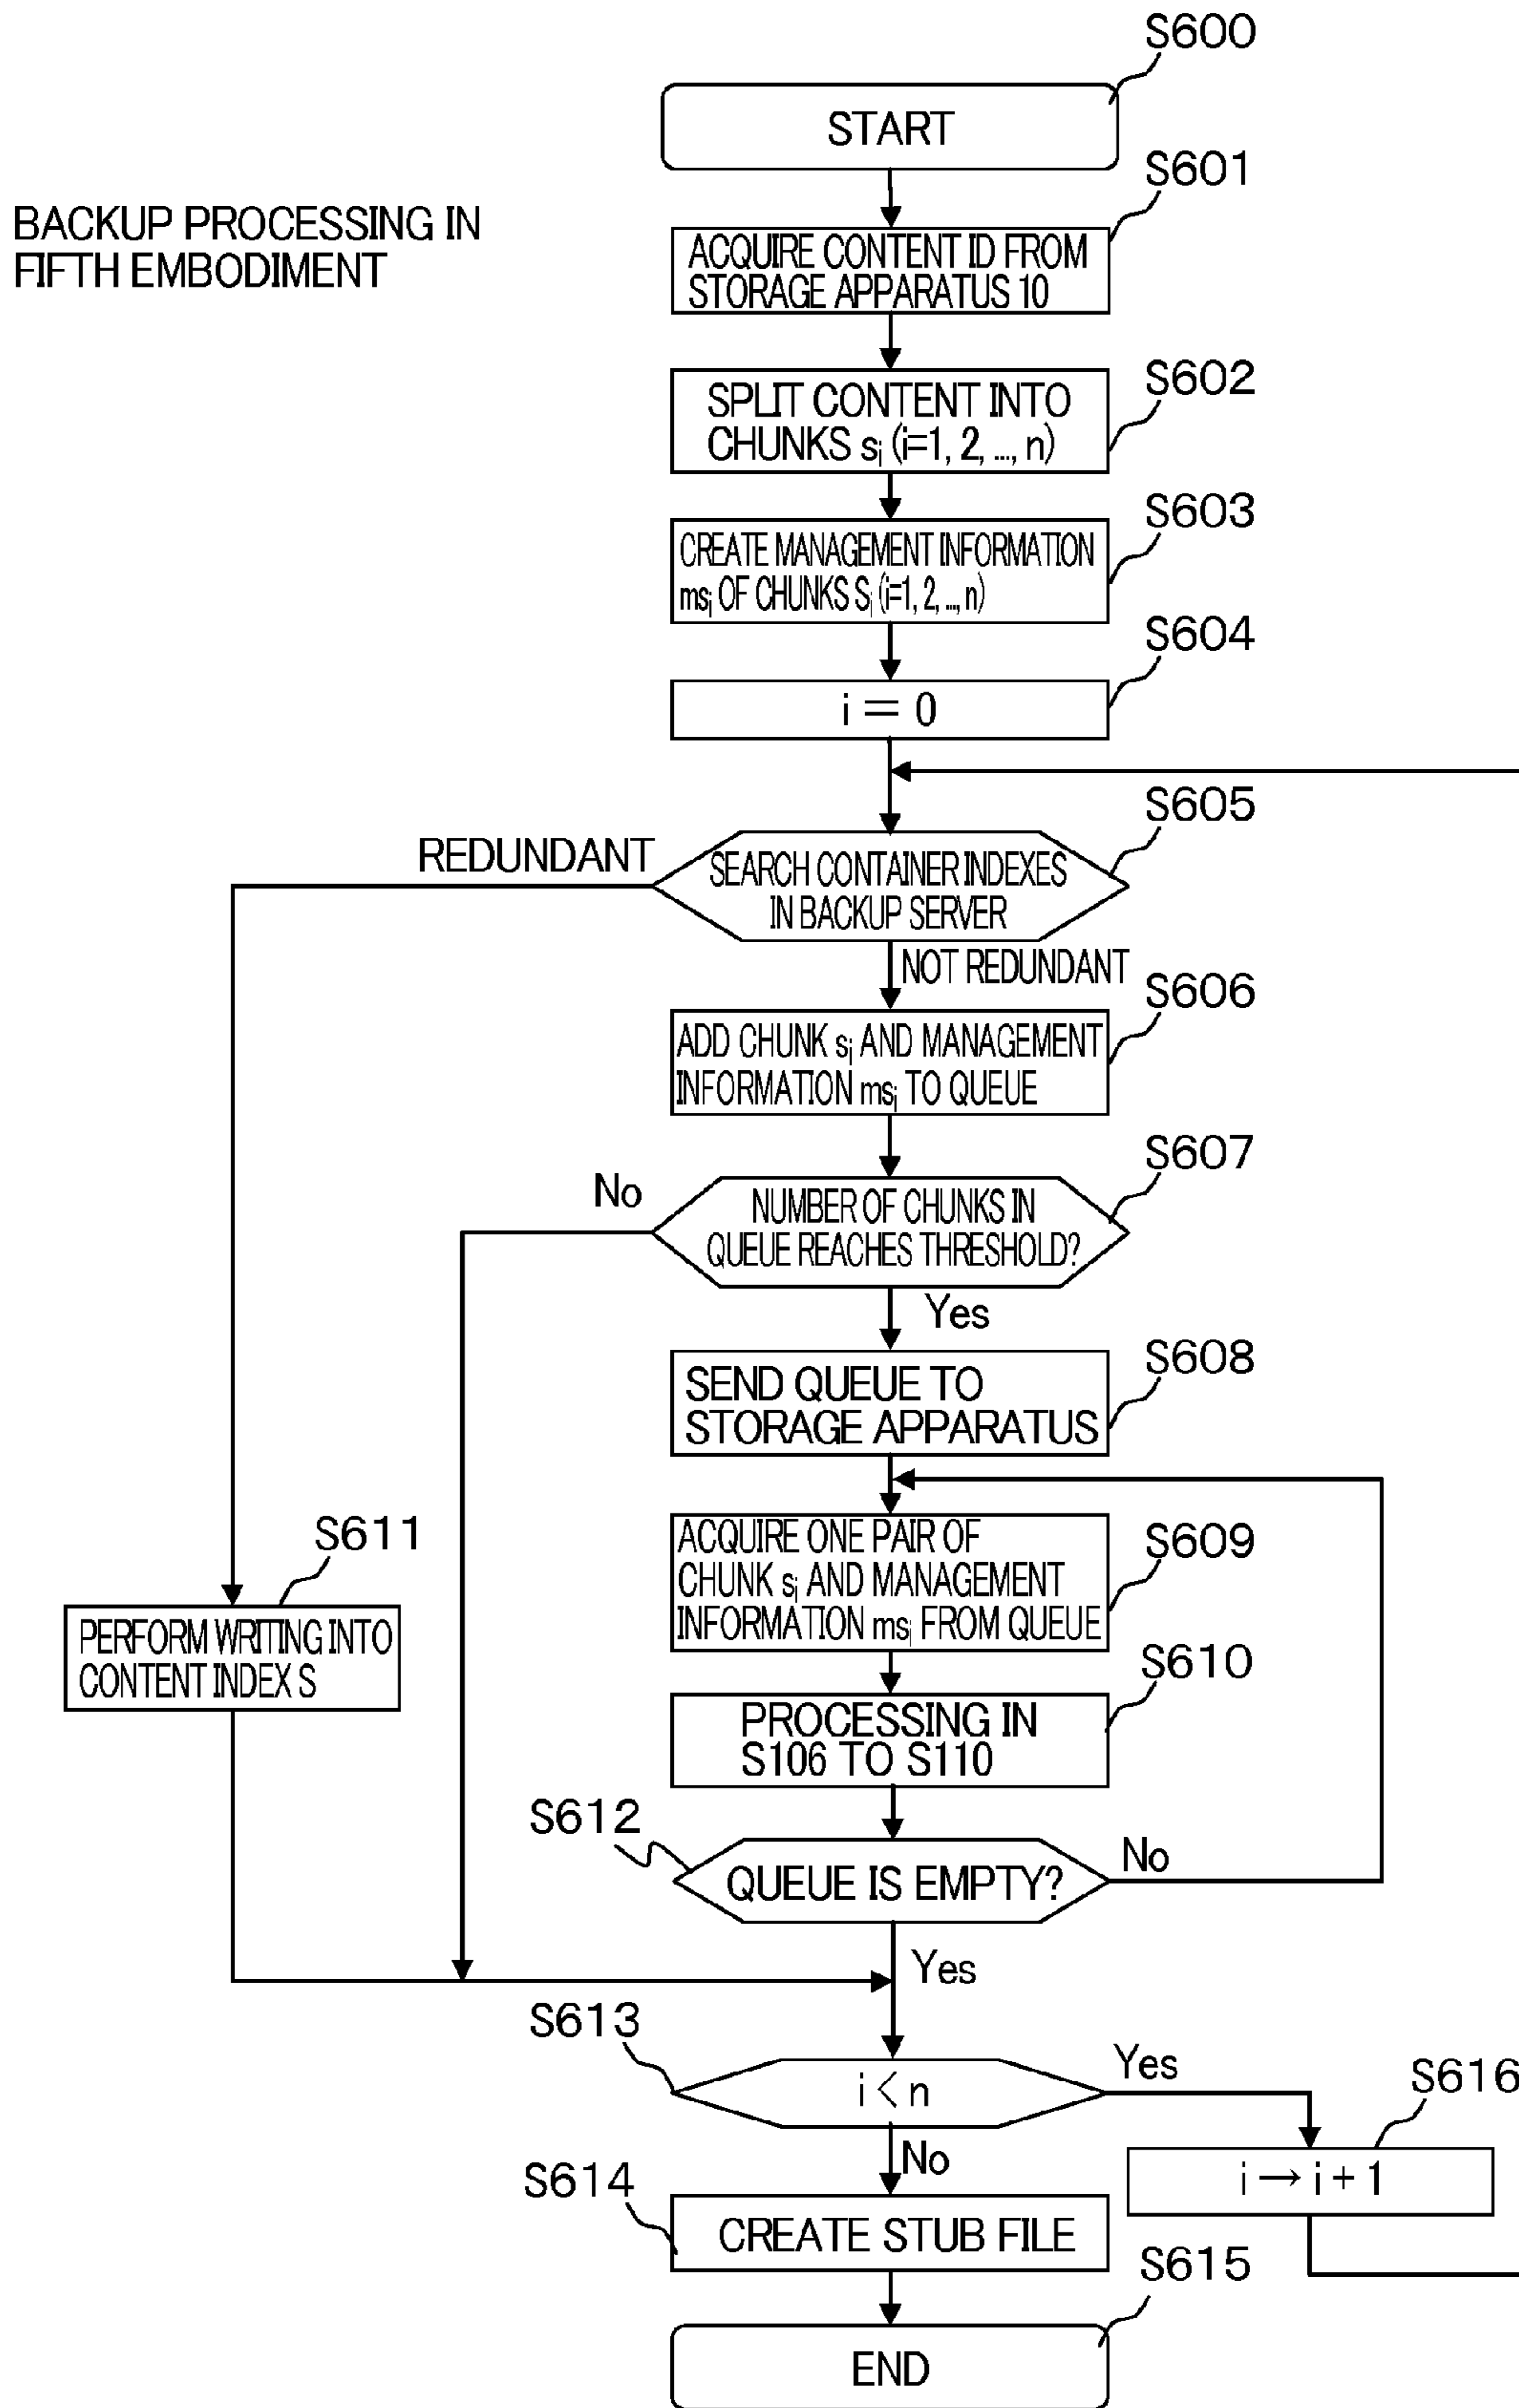 S600
START
BACKUP PROCESSING IN
FIFTH EMBODIMENT
S601
ACQUIRE CONTENT ID FROM
STORAGE APPARATUS 10
S602
SPLIT CONTENT INTO
CHUNKS si (i=1, 2, ..., n)
S603
CREATE MANAGEMENT INFORMATION
msi OF CHUNKS Si (i=1, 2, ..., n)
S604
i = 0
S605
REDUNDANT
SEARCH CONTAINER INDEXES
IN BACKUP SERVER
NOT REDUNDANT
S606
ADD CHUNK si AND MANAGEMENT
INFORMATION msi TO QUEUE
S607
No
NUMBER OF CHUNKS IN
QUEUE REACHES THRESHOLD?
Yes
S608
SEND QUEUE TO
STORAGE APPARATUS
S609
ACQUIRE ONE PAIR OF
CHUNK si AND MANAGEMENT
INFORMATION msi FROM QUEUE
S611
PERFORM WRITING INTO
CONTENT INDEX S
S610
PROCESSING IN
S106 TO S110
S612
QUEUE IS EMPTY?
No
Yes
S613
i < n
Yes
S616
i → i + 1
No
S614
CREATE STUB FILE
S615
END